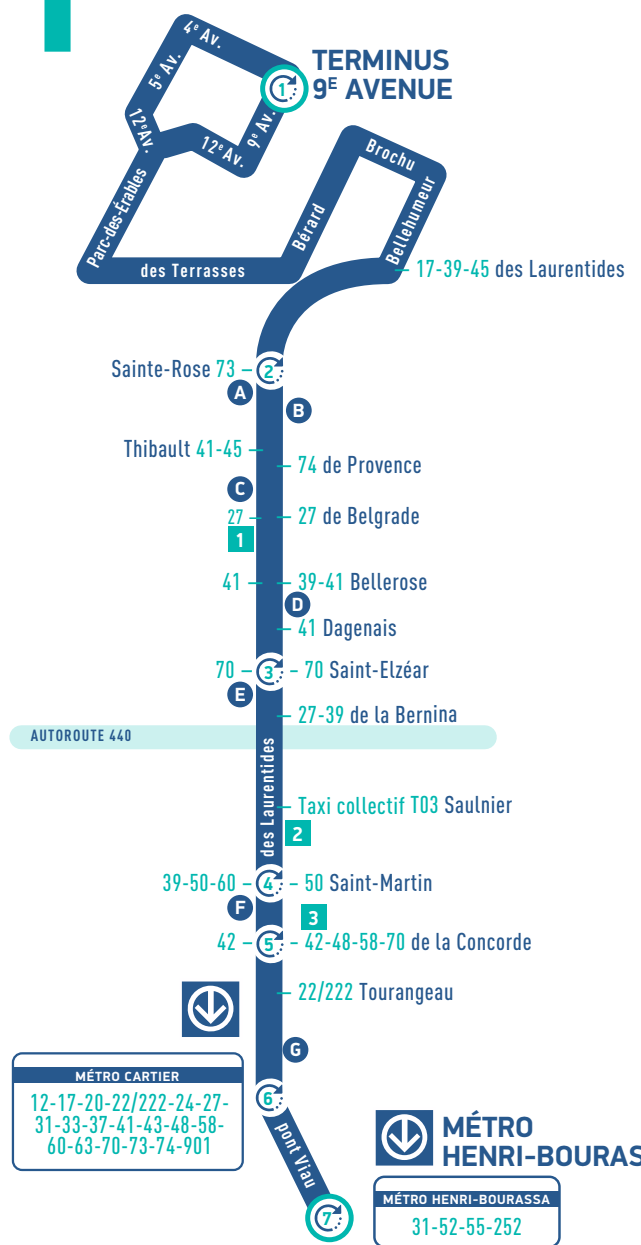 4e Av.
5e Av.
1
TERMINUS
9E AVENUE
12e Av.
12e Av.
9e Av.
Parc-des-Érables
des Terrasses
Bérard
Brochu
Bellehumeur
17-39-45 des Laurentides
Sainte-Rose 73
2
A
B
Thibault 41-45
74 de Provence
C
27
27 de Belgrade
1
41
39-41 Bellerose
D
41 Dagenais
70
3
70 Saint-Elzéar
E
27-39 de la Bernina
AUTOROUTE 440
des Laurentides
Taxi collectif T03 Saulnier
2
39-50-60
4
50 Saint-Martin
F
3
42
5
42-48-58-70 de la Concorde
22/222 Tourangeau
G
MÉTRO CARTIER
12-17-20-22/222-24-27-
31-33-37-41-43-48-58-
60-63-70-73-74-901
6
pont Viau
7
MÉTRO
HENRI-BOURAS
MÉTRO HENRI-BOURASSA
31-52-55-252